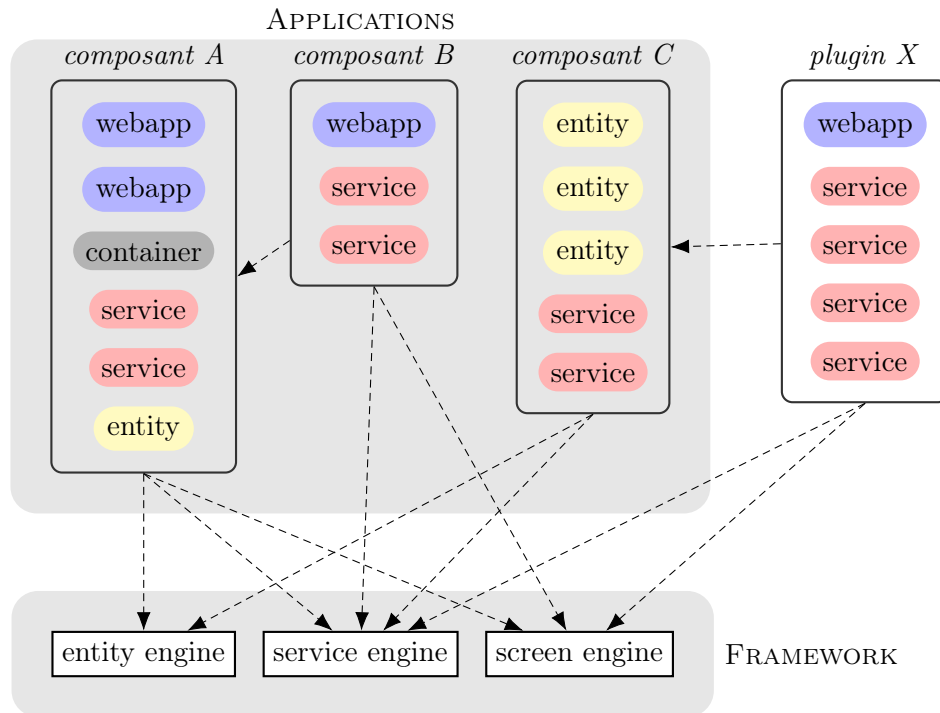 APPLICATIONS
composant A
webapp
webapp
container
service
service
entity
composant B
webapp
service
service
composant C
entity
entity
entity
service
service
plugin X
webapp
service
service
service
service
entity engine
service engine
screen engine
FRAMEWORK